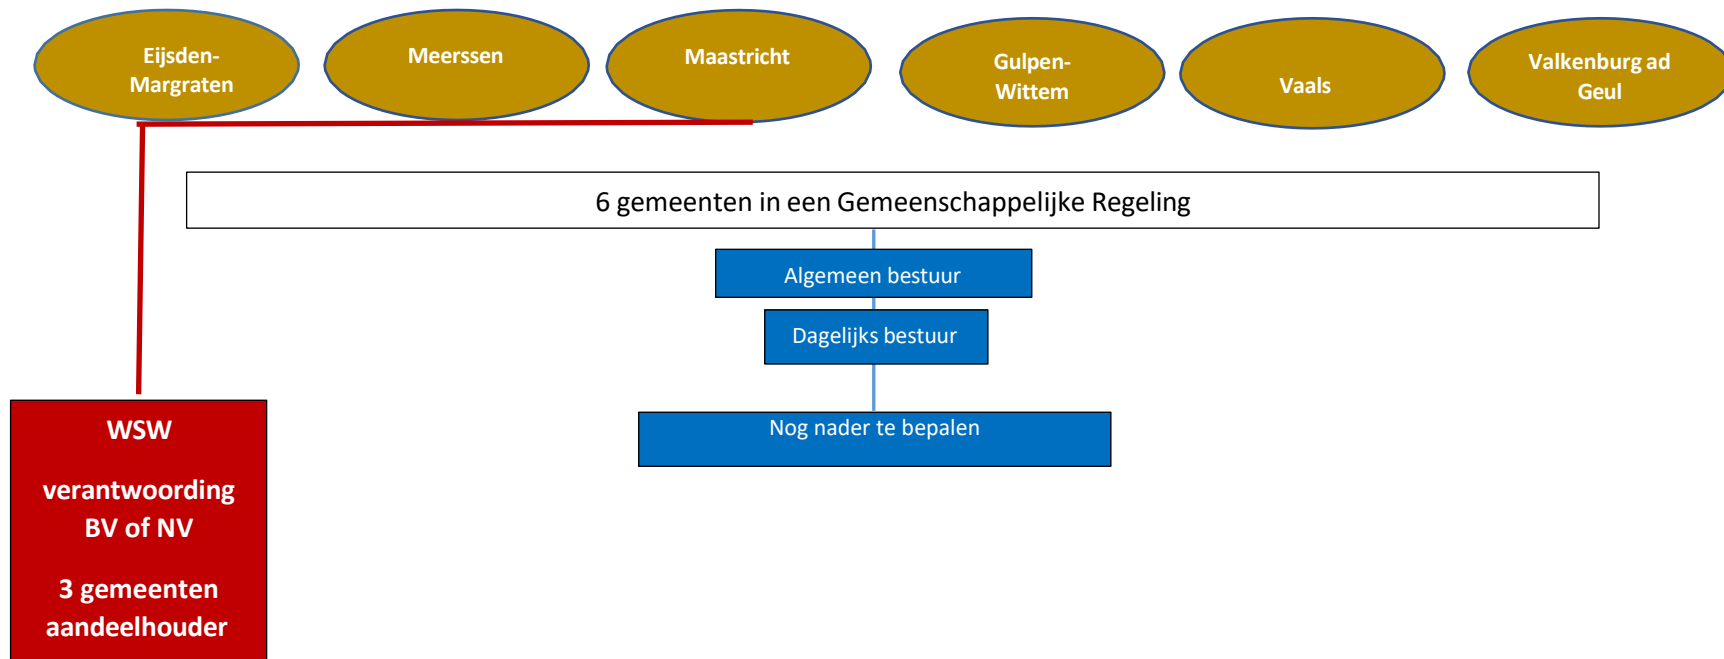 Eijsden-
Margraten
Meerssen
Maastricht
Gulpen-
Wittem
Vaals
Valkenburg ad
Geul
6 gemeenten in een Gemeenschappelijke Regeling
Algemeen bestuur
Dagelijks bestuur
Nog nader te bepalen
WSW
verantwoording
BV of NV
3 gemeenten
aandeelhouder